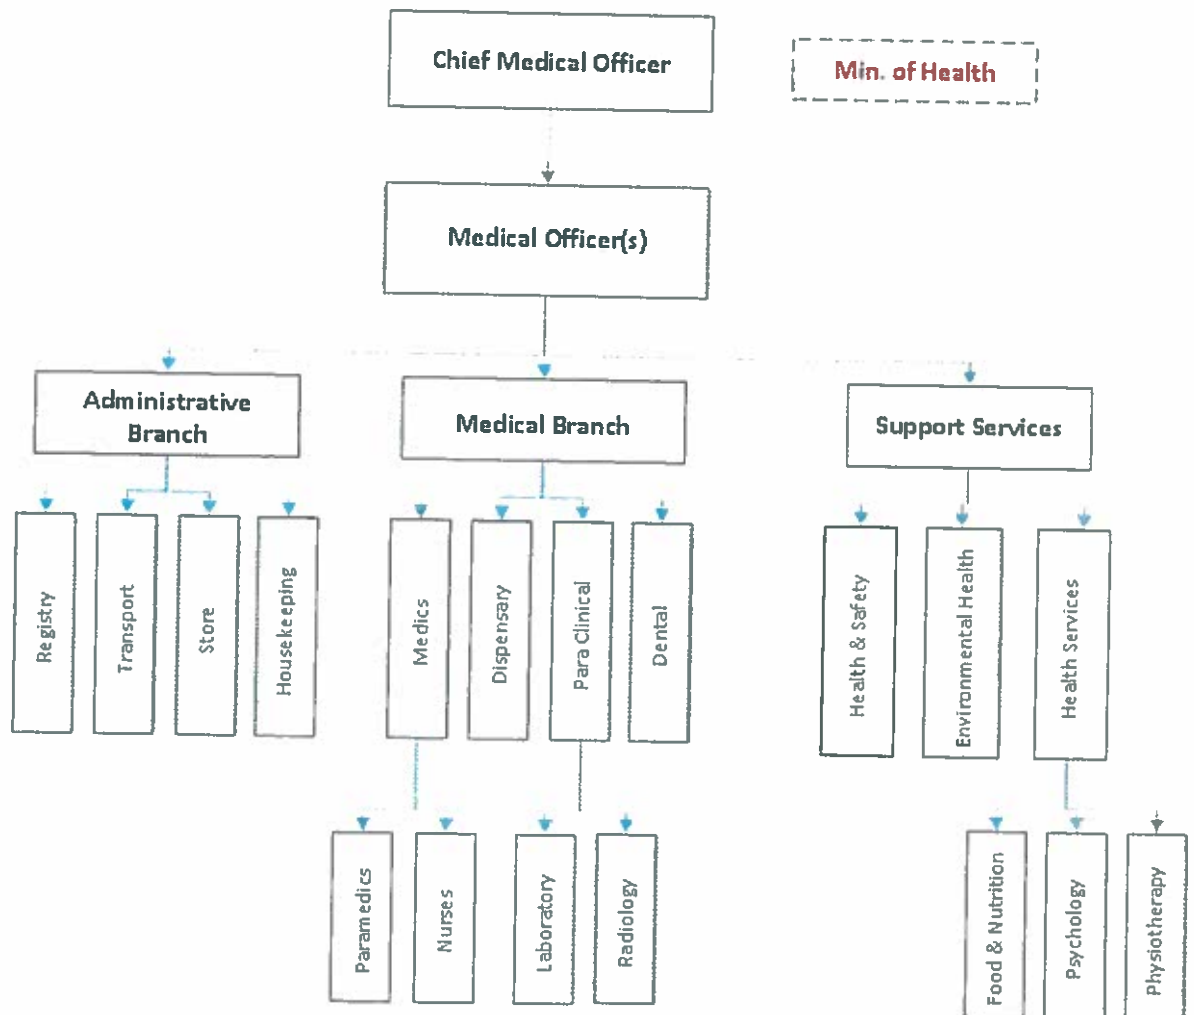 Chief Medical Officer
Min. of Health
Medical Officer(s)
Administrative
Branch
Medical Branch
Support Services
Registry
Transport
Store
Housekeeping
Medics
Dispensary
Para Clinical
Dental
Health & Safety
Environmental Health
Health Services
Paramedics
Nurses
Laboratory
Radiology
Food & Nutrition
Psychology
Physiotherapy